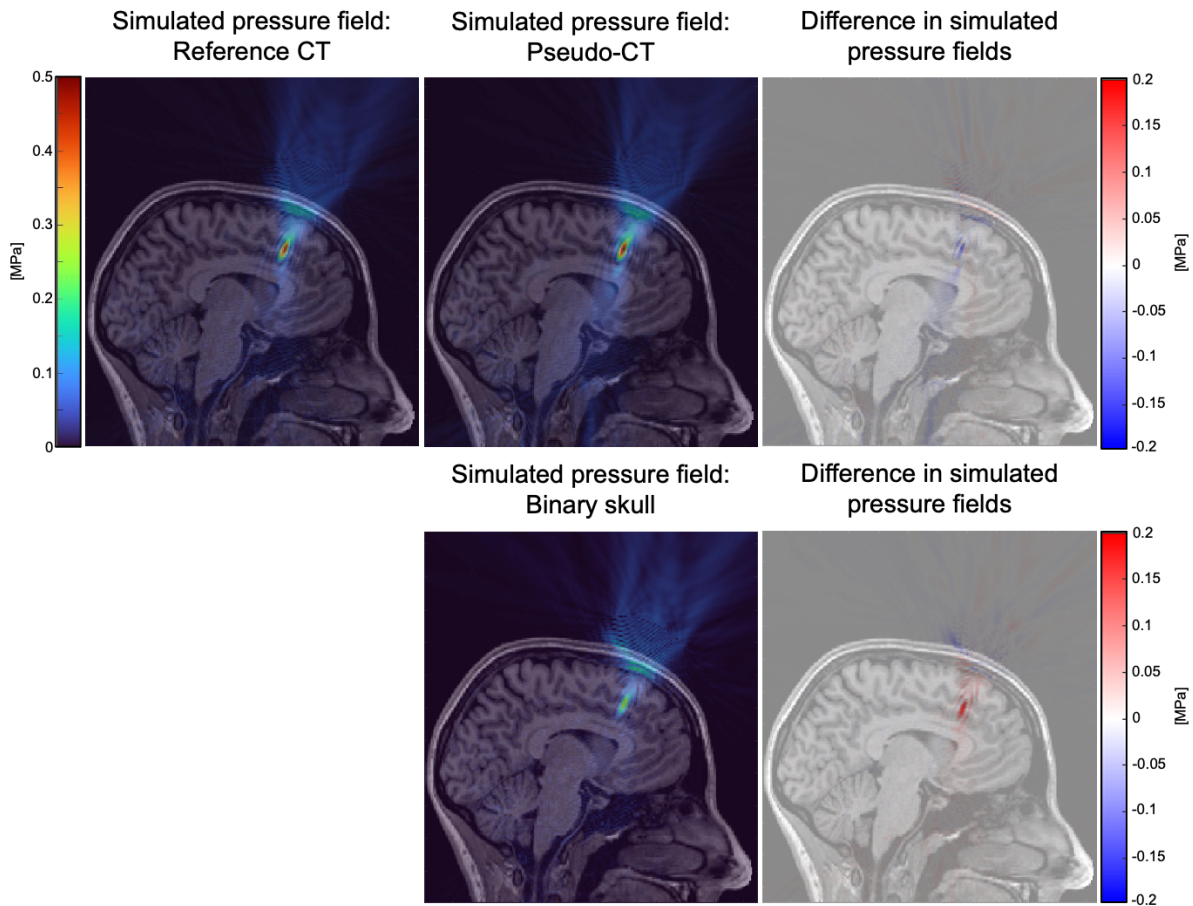 Simulated pressure field:
Reference CT
Simulated pressure field:
Pseudo-CT
Difference in simulated
pressure fields
0.5
0.4
0.3
0.2
0.1
0
[MPa]
0.2
0.15
0.1
0.05
0
-0.05
-0.1
-0.15
-0.2
[MPa]
Simulated pressure field:
Binary skull
Difference in simulated
pressure fields
0.2
0.15
0.1
0.05
0
-0.05
-0.1
-0.15
-0.2
[MPa]